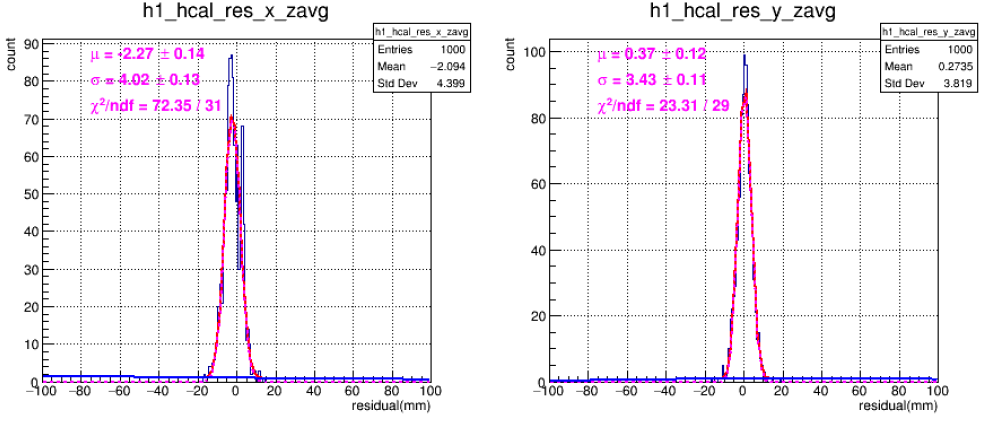 h1_hcal_res_x_zavg
h1_hcal_res_x_zavg
Entries 1000
Mean −2.094
Std Dev 4.399
μ = -2.27 ± 0.14
σ = 4.02 ± 0.13
χ²/ndf = 72.35 / 31
count
90
80
70
60
50
40
30
20
10
0
−100 −80 −60 −40 −20 0 20 40 60 80 100
residual(mm)
h1_hcal_res_y_zavg
h1_hcal_res_y_zavg
Entries 1000
Mean 0.2735
Std Dev 3.819
μ = 0.37 ± 0.12
σ = 3.43 ± 0.11
χ²/ndf = 23.31 / 29
count
100
80
60
40
20
0
−100 −80 −60 −40 −20 0 20 40 60 80 100
residual(mm)